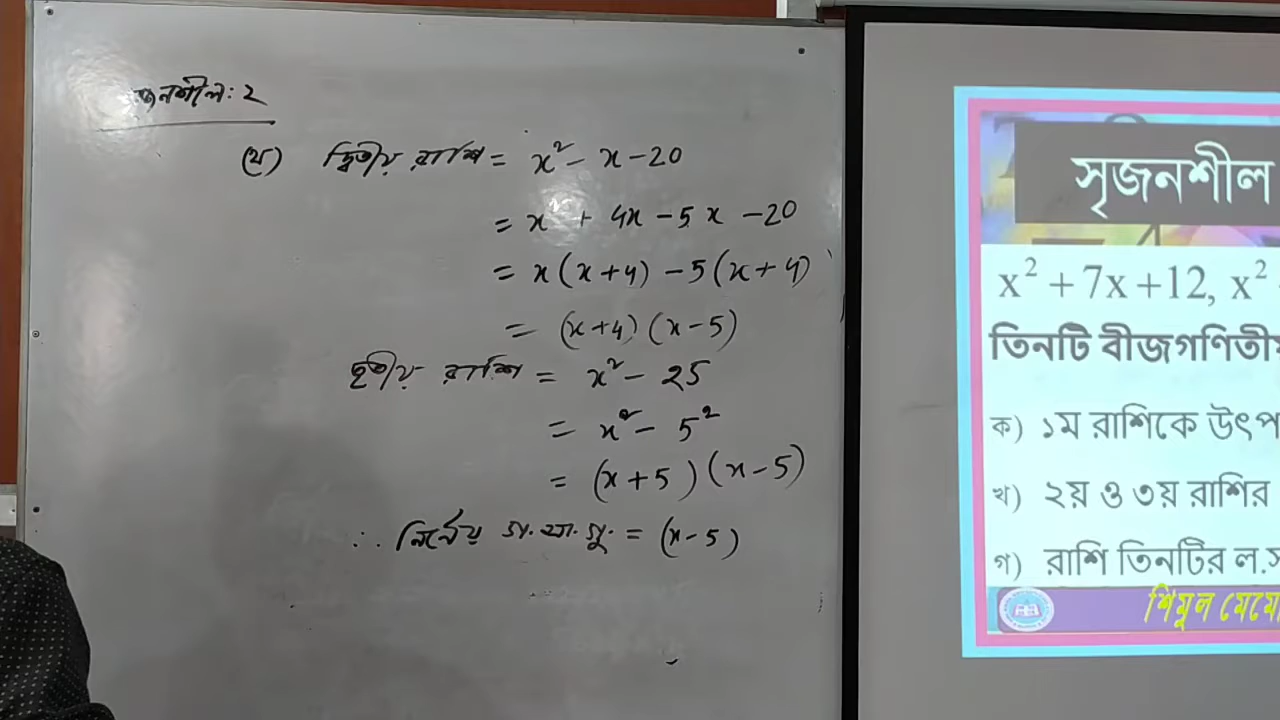 সৃজনশীল: ২
(খ) দ্বিতীয় রাশি = x² - x - 20
= x + 4x - 5x - 20
= x(x+4) - 5(x+4)
= (x+4)(x-5)
তৃতীয় রাশি = x² - 25
= x² - 5²
= (x+5)(x-5)
∴ নির্ণেয় গ.সা.গু. = (x-5)
সৃজনশীল
x² + 7x + 12, x²
তিনটি বীজগণিতীয়
ক) ১ম রাশিকে উৎপ
খ) ২য় ও ৩য় রাশির
গ) রাশি তিনটির ল.স
শিমুল মেমো